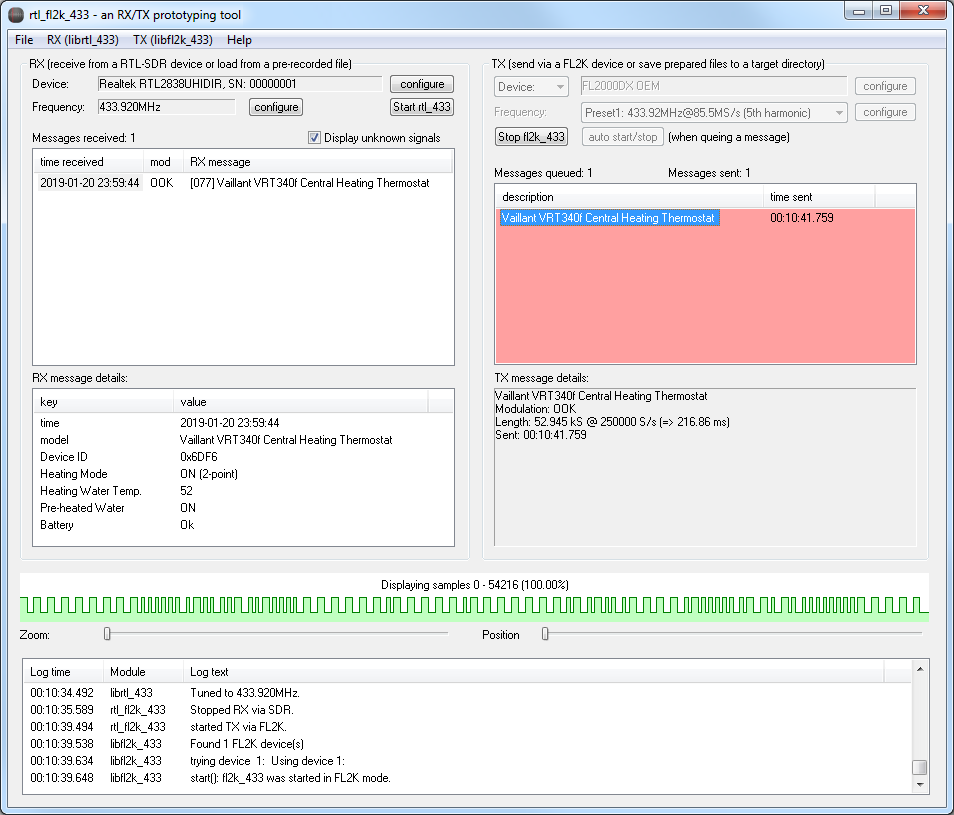 rtl_fl2k_433 - an RX/TX prototyping tool
File RX (librtl_433) TX (libfl2k_433) Help
RX (receive from a RTL-SDR device or load from a pre-recorded file)
Device: Realtek RTL2838UHIDIR, SN: 00000001 configure
Frequency: 433.920MHz configure Start rtl_433
Messages received: 1 Display unknown signals
time received mod RX message
2019-01-20 23:59:44 OOK [077] Vaillant VRT340f Central Heating Thermostat
RX message details:
key value
time 2019-01-20 23:59:44
model Vaillant VRT340f Central Heating Thermostat
Device ID 0x6DF6
Heating Mode ON (2-point)
Heating Water Temp. 52
Pre-heated Water ON
Battery Ok
TX (send via a FL2K device or save prepared files to a target directory)
Device: FL2000DX OEM configure
Frequency: Preset1: 433.92MHz@85.5MS/s (5th harmonic) configure
Stop fl2k_433 auto start/stop (when queing a message)
Messages queued: 1 Messages sent: 1
description time sent
Vaillant VRT340f Central Heating Thermostat 00:10:41.759
TX message details:
Vaillant VRT340f Central Heating Thermostat
Modulation: OOK
Length: 52.945 kS @ 250000 S/s (=> 216.86 ms)
Sent: 00:10:41.759
Displaying samples 0 - 54216 (100.00%)
Zoom: Position
Log time Module Log text
00:10:34.492 librtl_433 Tuned to 433.920MHz.
00:10:35.589 rtl_fl2k_433 Stopped RX via SDR.
00:10:39.494 rtl_fl2k_433 started TX via FL2K.
00:10:39.538 libfl2k_433 Found 1 FL2K device(s)
00:10:39.634 libfl2k_433 trying device 1: Using device 1:
00:10:39.648 libfl2k_433 start(): fl2k_433 was started in FL2K mode.